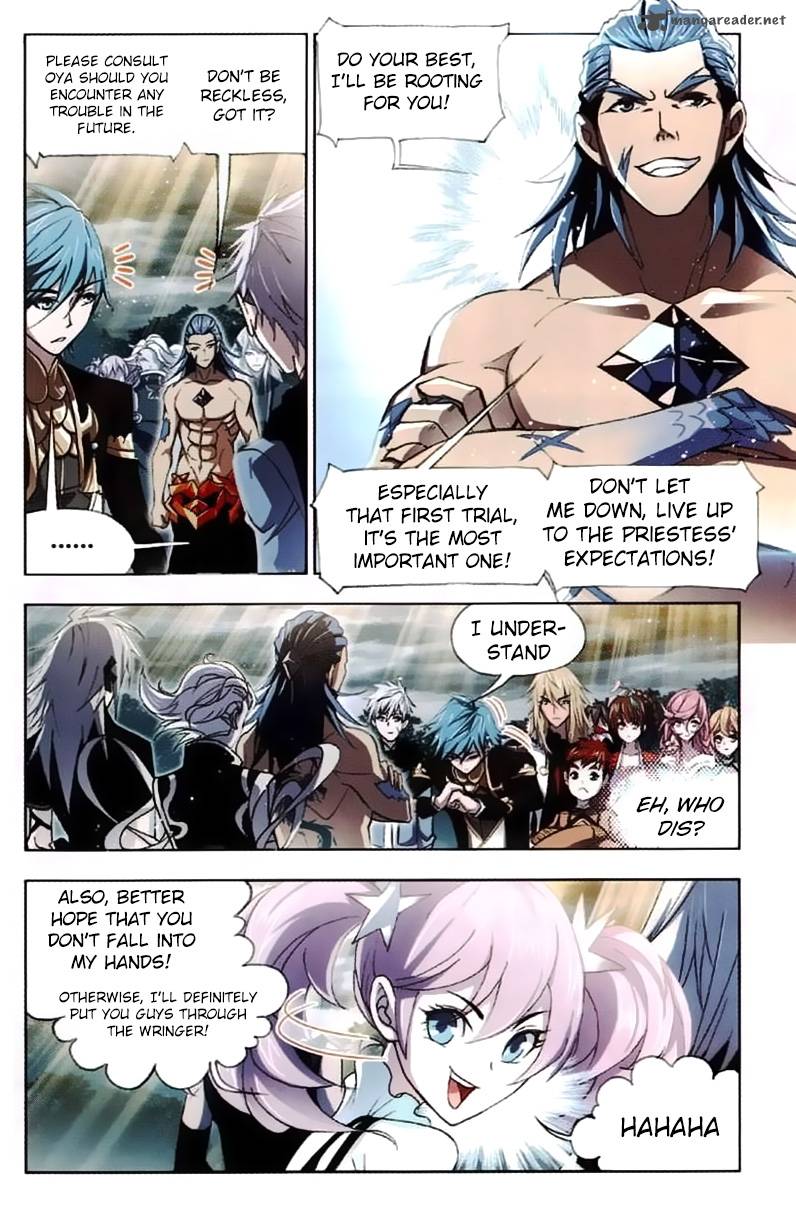 mangareader.net
PLEASE CONSULT
OYA SHOULD YOU
ENCOUNTER ANY
TROUBLE IN THE
FUTURE.
DON'T BE
RECKLESS,
GOT IT?
......
DO YOUR BEST,
I'LL BE ROOTING
FOR YOU!
ESPECIALLY
THAT FIRST TRIAL,
IT'S THE MOST
IMPORTANT ONE!
DON'T LET
ME DOWN, LIVE UP
TO THE PRIESTESS'
EXPECTATIONS!
I UNDER-
STAND
EH, WHO
DIS?
ALSO, BETTER
HOPE THAT YOU
DON'T FALL INTO
MY HANDS!
OTHERWISE, I'LL DEFINITELY
PUT YOU GUYS THROUGH
THE WRINGER!
HAHAHA